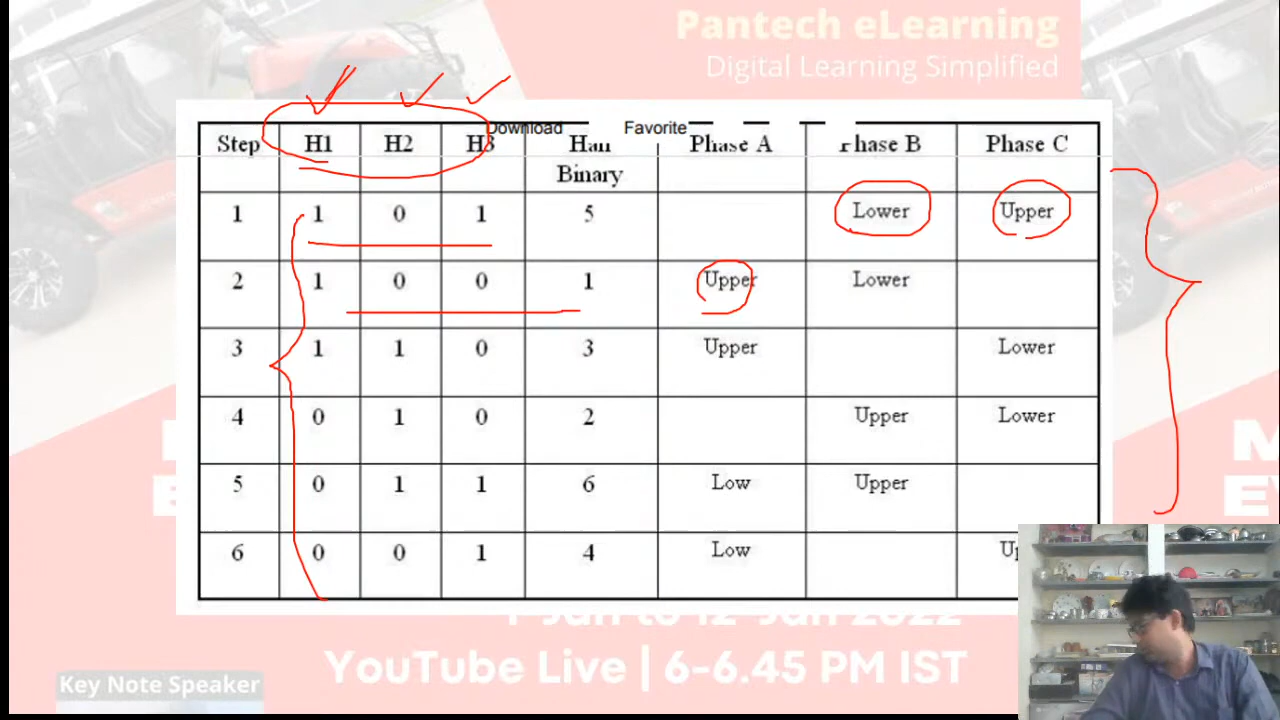 Pantech eLearning
Digital Learning Simplified
Download Favorite
Step H1 H2 H3 Hall Binary Phase A Phase B Phase C
1 1 0 1 5 Lower Upper
2 1 0 0 1 Upper Lower
3 1 1 0 3 Upper Lower
4 0 1 0 2 Upper Lower
5 0 1 1 6 Low Upper
6 0 0 1 4 Low
YouTube Live | 6-6.45 PM IST
Key Note Speaker